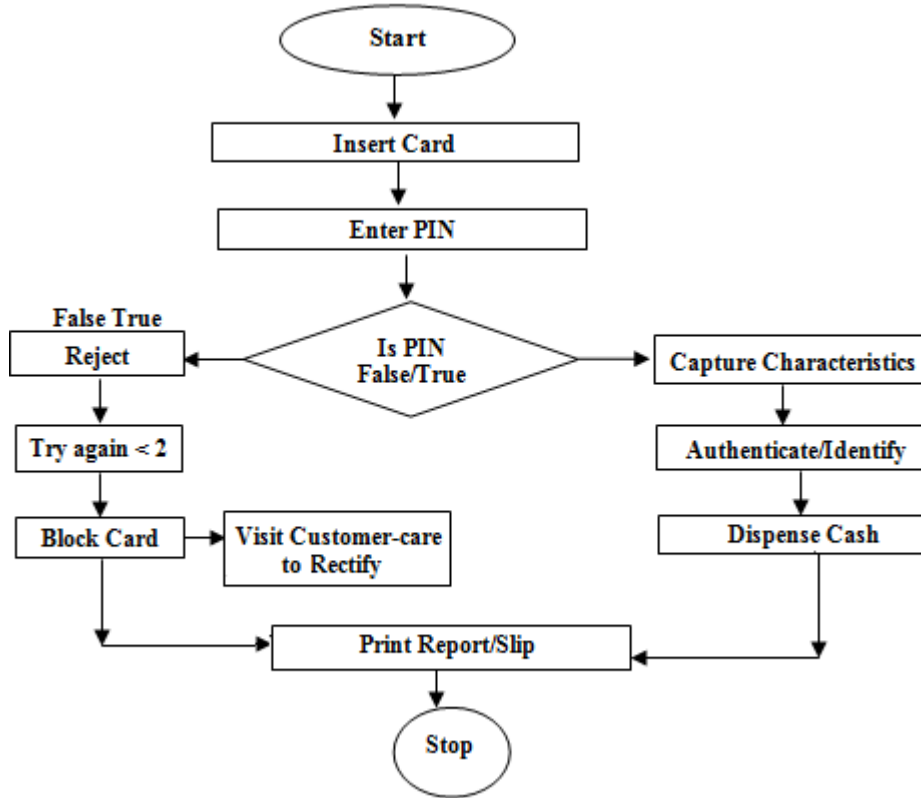 Start
Insert Card
Enter PIN
False True
Reject
Is PIN
False/True
Capture Characteristics
Try again < 2
Authenticate/Identify
Block Card
Visit Customer-care
to Rectify
Dispense Cash
Print Report/Slip
Stop